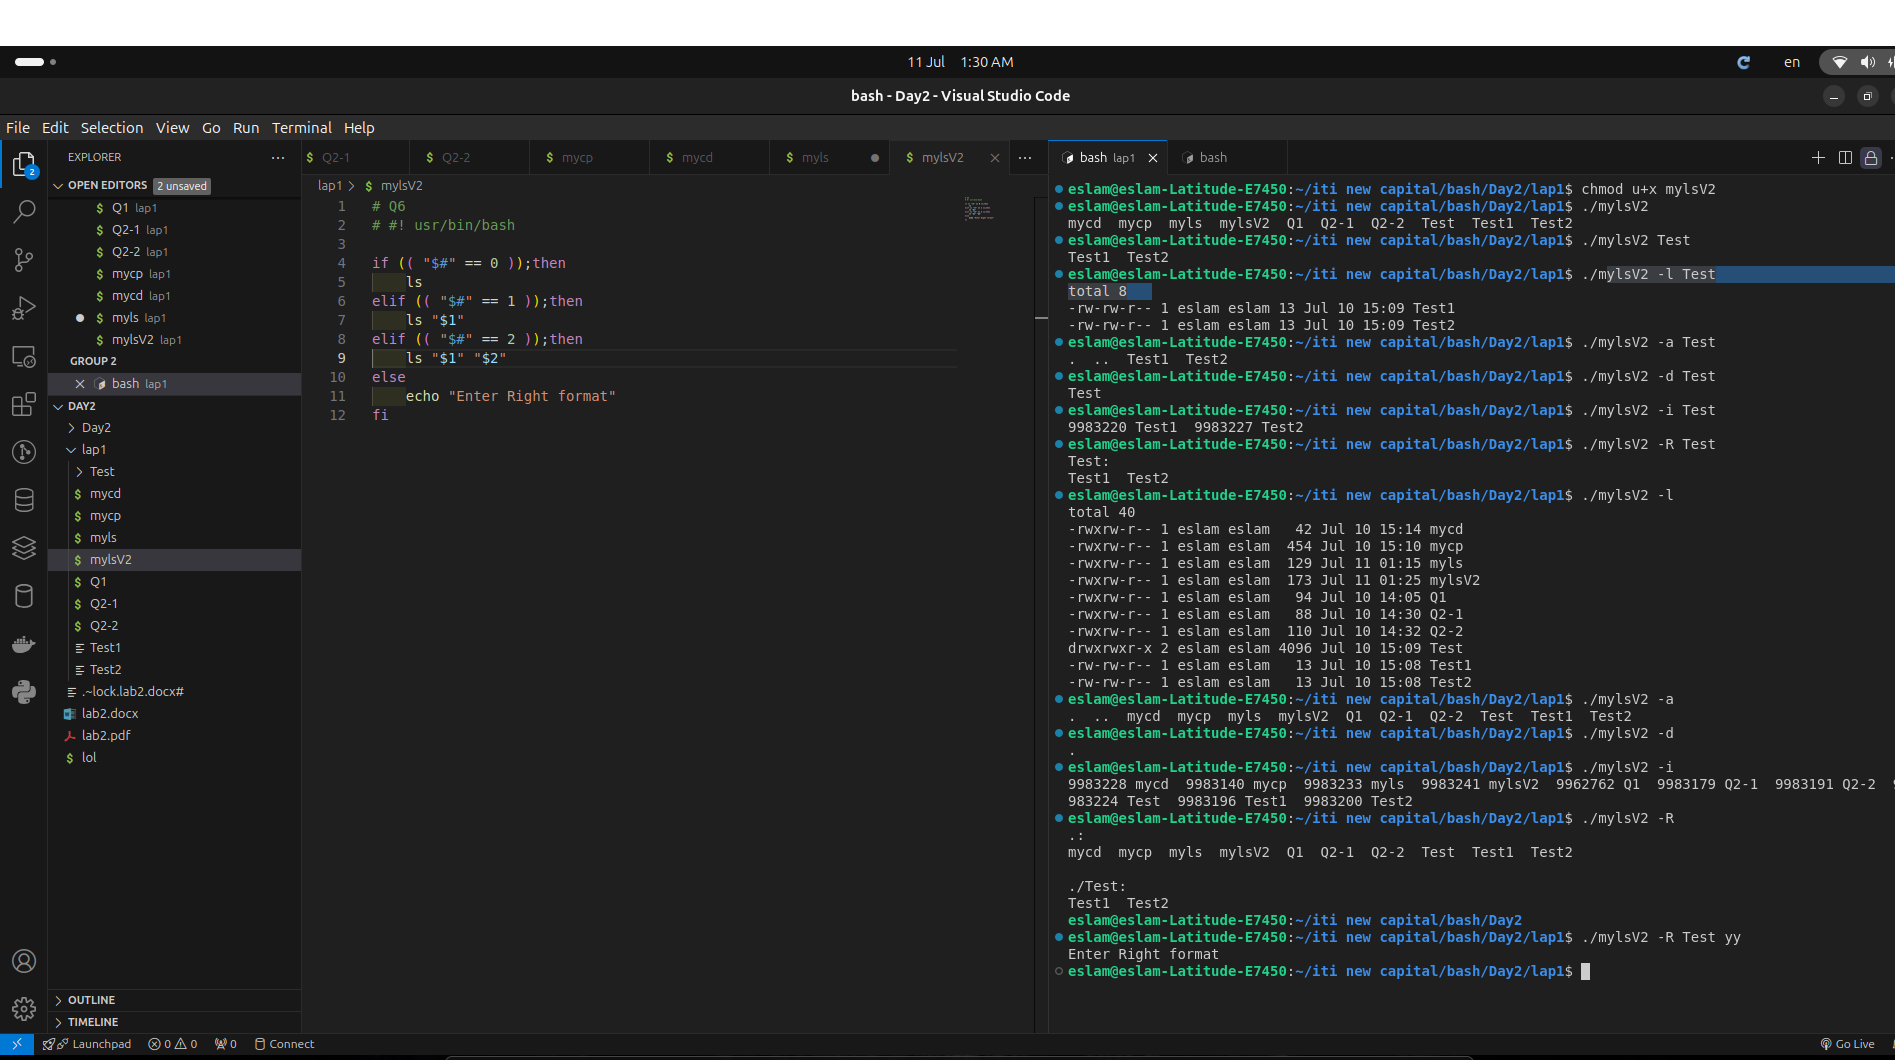 11 Jul 1:30 AM
en
bash - Day2 - Visual Studio Code
File Edit Selection View Go Run Terminal Help
EXPLORER
OPEN EDITORS 2 unsaved
Q1 lap1
Q2-1 lap1
Q2-2 lap1
mycp lap1
mycd lap1
myls lap1
mylsV2 lap1
GROUP 2
bash lap1
DAY2
Day2
lap1
Test
mycd
mycp
myls
mylsV2
Q1
Q2-1
Q2-2
Test1
Test2
.~lock.lab2.docx#
lab2.docx
lab2.pdf
lol
OUTLINE
TIMELINE
$ Q2-1 $ Q2-2 $ mycp $ mycd $ myls $ mylsV2
lap1 > $ mylsV2
1 # Q6
2 # #! usr/bin/bash
3
4 if (( "$#" == 0 ));then
5 ls
6 elif (( "$#" == 1 ));then
7 ls "$1"
8 elif (( "$#" == 2 ));then
9 ls "$1" "$2"
10 else
11 echo "Enter Right format"
12 fi
bash lap1 bash
eslam@eslam-Latitude-E7450:~/iti new capital/bash/Day2/lap1$ chmod u+x mylsV2
eslam@eslam-Latitude-E7450:~/iti new capital/bash/Day2/lap1$ ./mylsV2
mycd mycp myls mylsV2 Q1 Q2-1 Q2-2 Test Test1 Test2
eslam@eslam-Latitude-E7450:~/iti new capital/bash/Day2/lap1$ ./mylsV2 Test
Test1 Test2
eslam@eslam-Latitude-E7450:~/iti new capital/bash/Day2/lap1$ ./mylsV2 -l Test
total 8
-rw-rw-r-- 1 eslam eslam 13 Jul 10 15:09 Test1
-rw-rw-r-- 1 eslam eslam 13 Jul 10 15:09 Test2
eslam@eslam-Latitude-E7450:~/iti new capital/bash/Day2/lap1$ ./mylsV2 -a Test
. .. Test1 Test2
eslam@eslam-Latitude-E7450:~/iti new capital/bash/Day2/lap1$ ./mylsV2 -d Test
Test
eslam@eslam-Latitude-E7450:~/iti new capital/bash/Day2/lap1$ ./mylsV2 -i Test
9983220 Test1 9983227 Test2
eslam@eslam-Latitude-E7450:~/iti new capital/bash/Day2/lap1$ ./mylsV2 -R Test
Test:
Test1 Test2
eslam@eslam-Latitude-E7450:~/iti new capital/bash/Day2/lap1$ ./mylsV2 -l
total 40
-rwxrw-r-- 1 eslam eslam 42 Jul 10 15:14 mycd
-rwxrw-r-- 1 eslam eslam 454 Jul 10 15:10 mycp
-rwxrw-r-- 1 eslam eslam 129 Jul 11 01:15 myls
-rwxrw-r-- 1 eslam eslam 173 Jul 11 01:25 mylsV2
-rwxrw-r-- 1 eslam eslam 94 Jul 10 14:05 Q1
-rwxrw-r-- 1 eslam eslam 88 Jul 10 14:30 Q2-1
-rwxrw-r-- 1 eslam eslam 110 Jul 10 14:32 Q2-2
drwxrwxr-x 2 eslam eslam 4096 Jul 10 15:09 Test
-rw-rw-r-- 1 eslam eslam 13 Jul 10 15:08 Test1
-rw-rw-r-- 1 eslam eslam 13 Jul 10 15:08 Test2
eslam@eslam-Latitude-E7450:~/iti new capital/bash/Day2/lap1$ ./mylsV2 -a
. .. mycd mycp myls mylsV2 Q1 Q2-1 Q2-2 Test Test1 Test2
eslam@eslam-Latitude-E7450:~/iti new capital/bash/Day2/lap1$ ./mylsV2 -d
.
eslam@eslam-Latitude-E7450:~/iti new capital/bash/Day2/lap1$ ./mylsV2 -i
9983228 mycd 9983140 mycp 9983233 myls 9983241 mylsV2 9962762 Q1 9983179 Q2-1 9983191 Q2-2
983224 Test 9983196 Test1 9983200 Test2
eslam@eslam-Latitude-E7450:~/iti new capital/bash/Day2/lap1$ ./mylsV2 -R
.:
mycd mycp myls mylsV2 Q1 Q2-1 Q2-2 Test Test1 Test2
./Test:
Test1 Test2
eslam@eslam-Latitude-E7450:~/iti new capital/bash/Day2
eslam@eslam-Latitude-E7450:~/iti new capital/bash/Day2/lap1$ ./mylsV2 -R Test yy
Enter Right format
eslam@eslam-Latitude-E7450:~/iti new capital/bash/Day2/lap1$
Launchpad 0 0 0 Connect Go Live